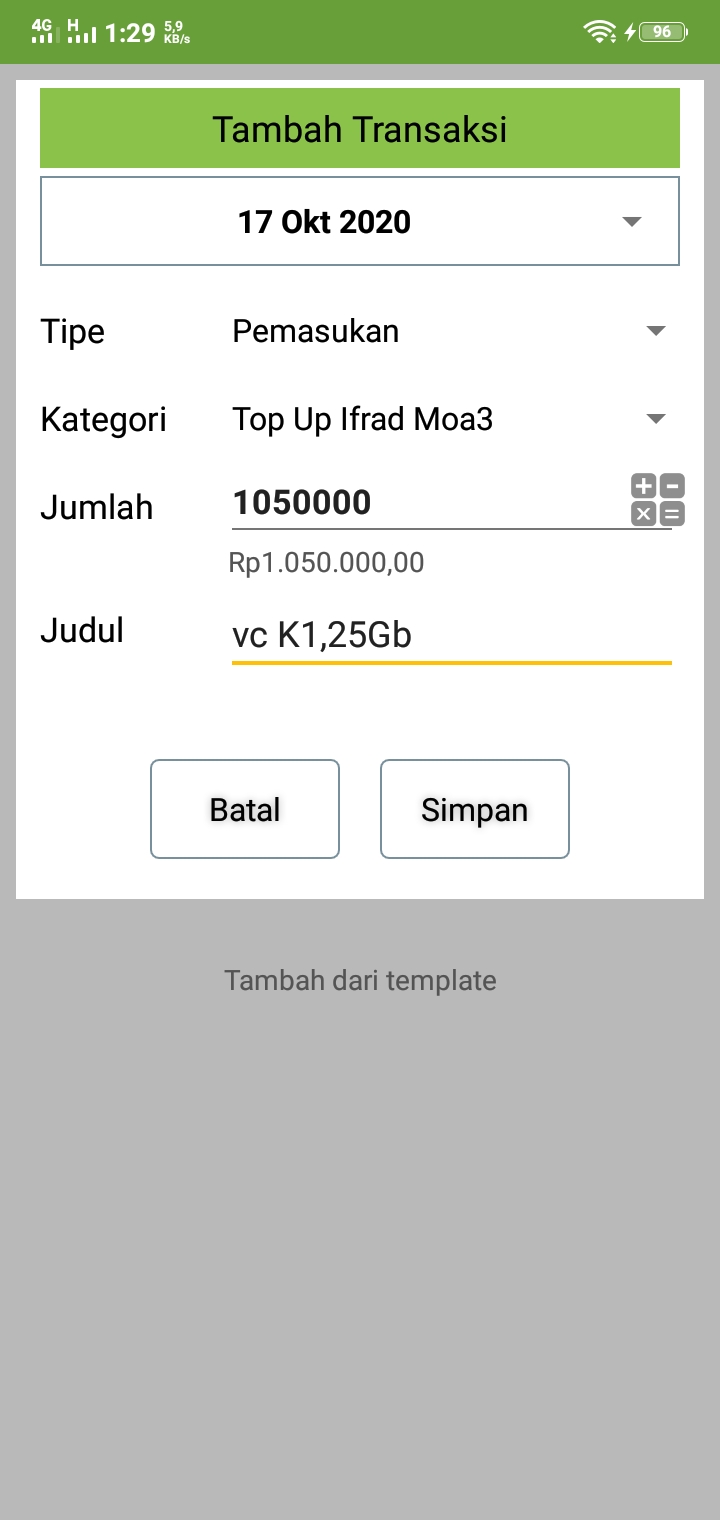 4G H 1:29 5,9 KB/s 96
Tambah Transaksi
17 Okt 2020
Tipe Pemasukan
Kategori Top Up Ifrad Moa3
Jumlah 1050000
Rp1.050.000,00
Judul vc K1,25Gb
Batal Simpan
Tambah dari template